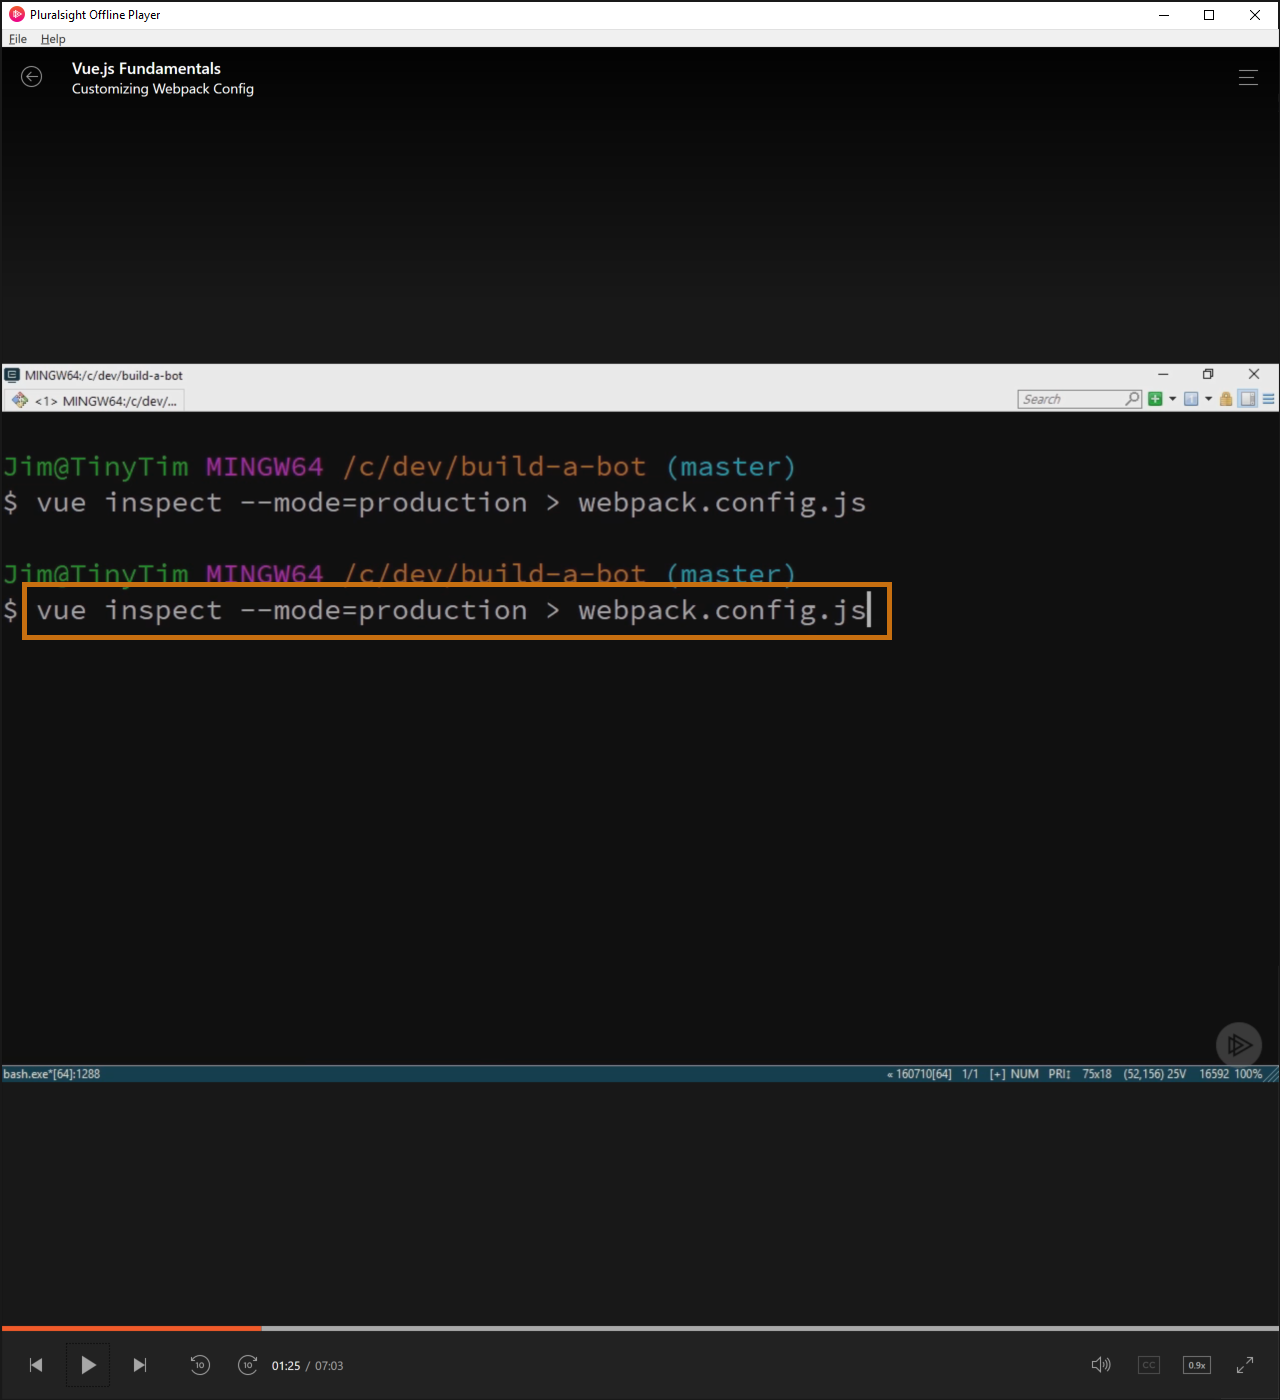 Pluralsight Offline Player
File Help
Vue.js Fundamentals
Customizing Webpack Config
MINGW64:/c/dev/build-a-bot
<1> MINGW64:/c/dev/...
Search
Jim@TinyTim MINGW64 /c/dev/build-a-bot (master)
$ vue inspect --mode=production > webpack.config.js
Jim@TinyTim MINGW64 /c/dev/build-a-bot (master)
$ vue inspect --mode=production > webpack.config.js
bash.exe*[64]:1288 « 160710[64] 1/1 [+] NUM PRI↕ 75x18 (52,156) 25V 16592 100%
10 10 01:25 / 07:03 CC 0.9x